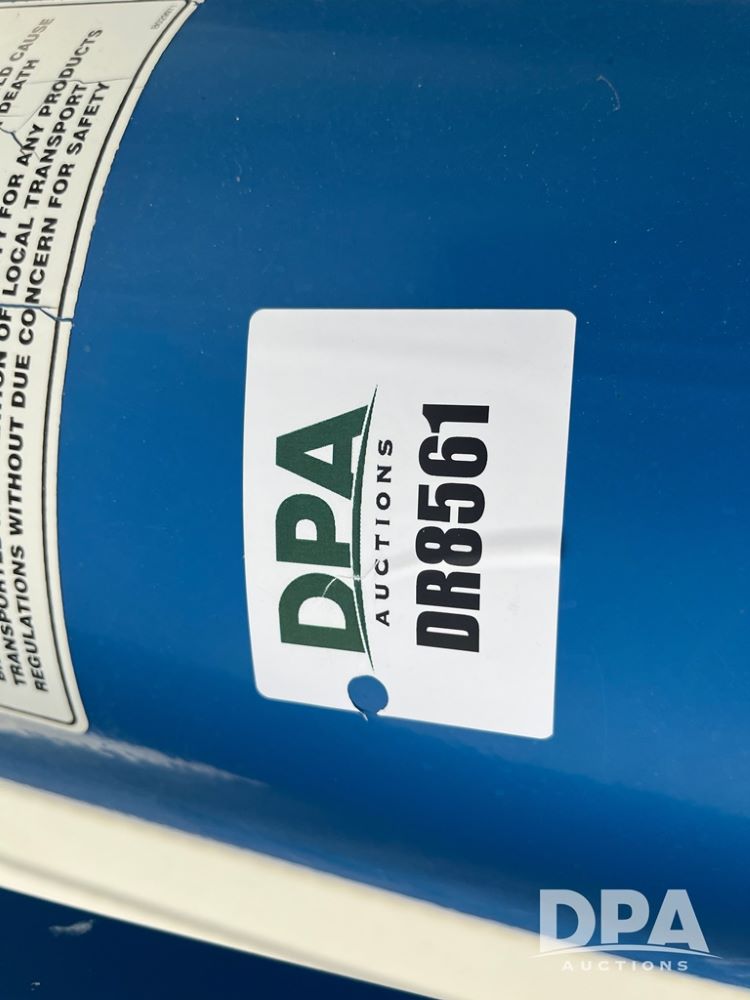 LD CAUSE
DEATH
FOR ANY PRODUCTS
OF LOCAL TRANSPORT
REGULATIONS WITHOUT DUE CONCERN FOR SAFETY
DPA
AUCTIONS
DR8561
DPA
AUCTIONS